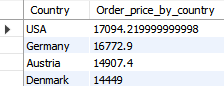 Country Order_price_by_country
USA 17094.219999999998
Germany 16772.9
Austria 14907.4
Denmark 14449